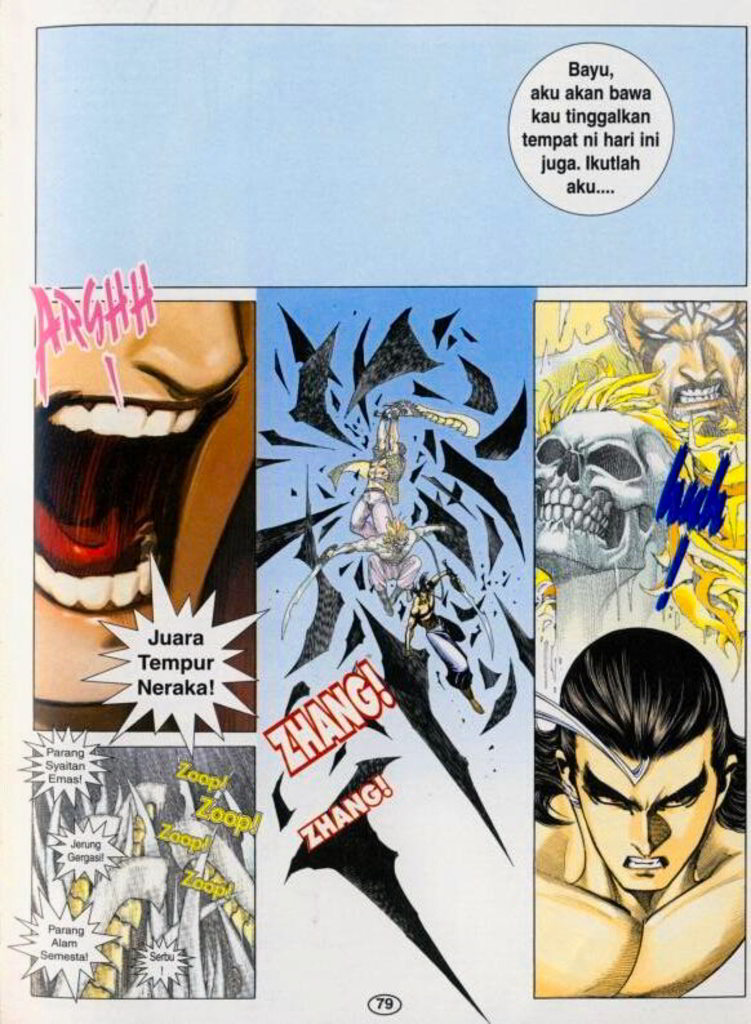 Bayu,
aku akan bawa
kau tinggalkan
tempat ni hari ini
juga. Ikutlah
aku....
ARGHH
!
Juara
Tempur
Neraka!
ZHANG!
ZHANG!
huh
!
Parang
Syaitan
Emas!
Zoop!
Zoop!
Zoop!
Zoop!
Jerung
Gergasi!
Parang
Alam
Semesta!
Serbu
!
79